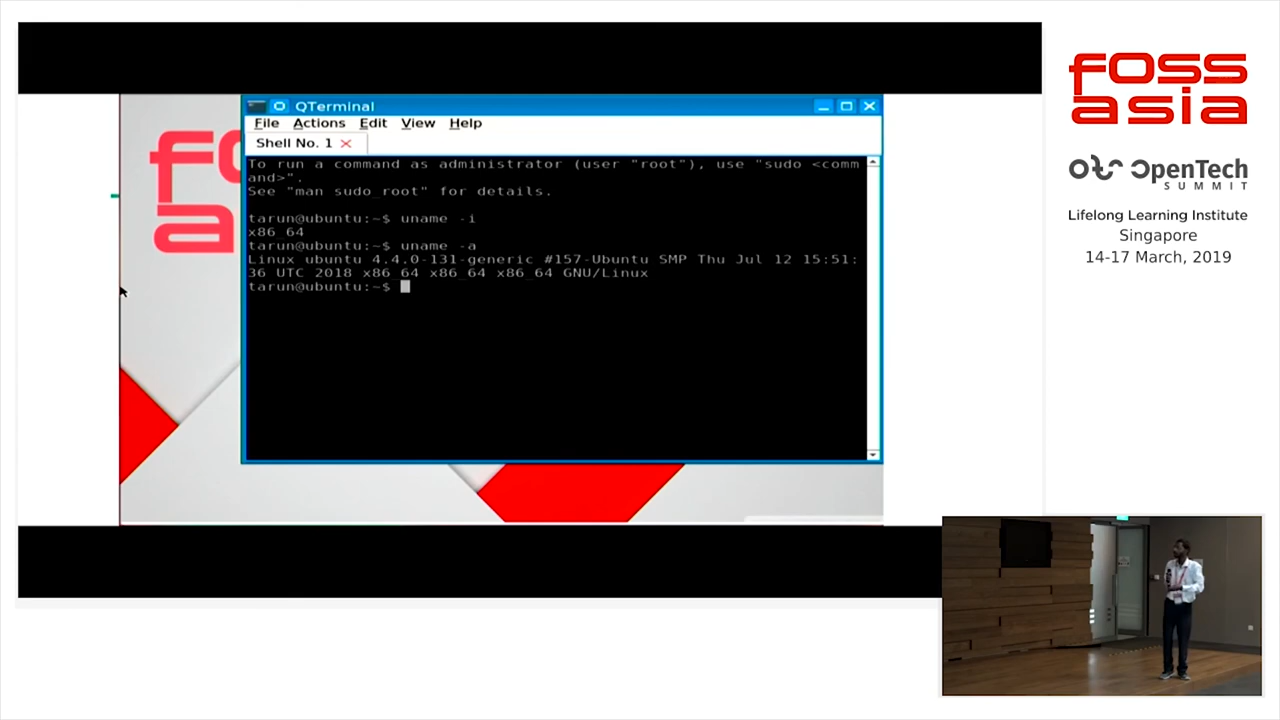 QTerminal
File Actions Edit View Help
Shell No. 1
To run a command as administrator (user "root"), use "sudo <comm
and>".
See "man sudo_root" for details.
tarun@ubuntu:~$ uname -i
x86_64
tarun@ubuntu:~$ uname -a
Linux ubuntu 4.4.0-131-generic #157-Ubuntu SMP Thu Jul 12 15:51:
36 UTC 2018 x86_64 x86_64 x86_64 GNU/Linux
tarun@ubuntu:~$
fo
a
foss
asia
OpenTech
SUMMIT
Lifelong Learning Institute
Singapore
14-17 March, 2019